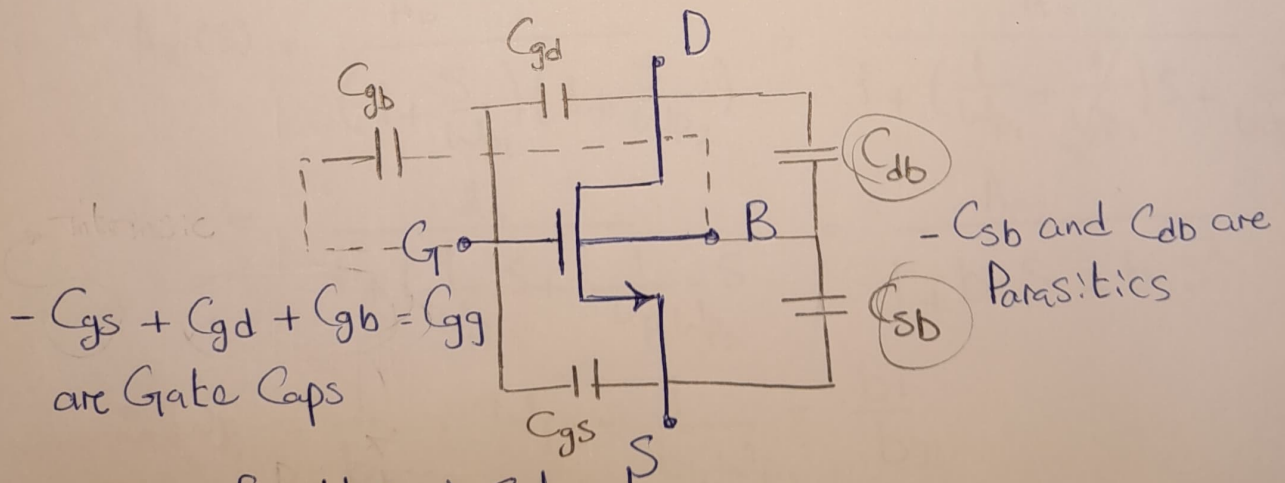 Cgd
D
Cgb
Cdb
G
B
- Csb and Cdb are
Parasitics
- Cgs + Cgd + Cgb = Cgg
are Gate Caps
Csb
Cgs
S